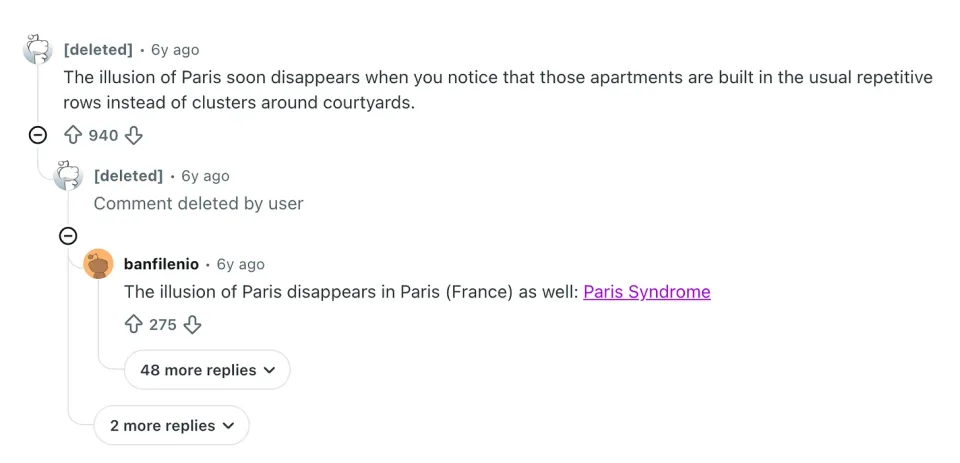 [deleted] • 6y ago
The illusion of Paris soon disappears when you notice that those apartments are built in the usual repetitive
rows instead of clusters around courtyards.
940
[deleted] • 6y ago
Comment deleted by user
banfilenio • 6y ago
The illusion of Paris disappears in Paris (France) as well: Paris Syndrome
275
48 more replies
2 more replies